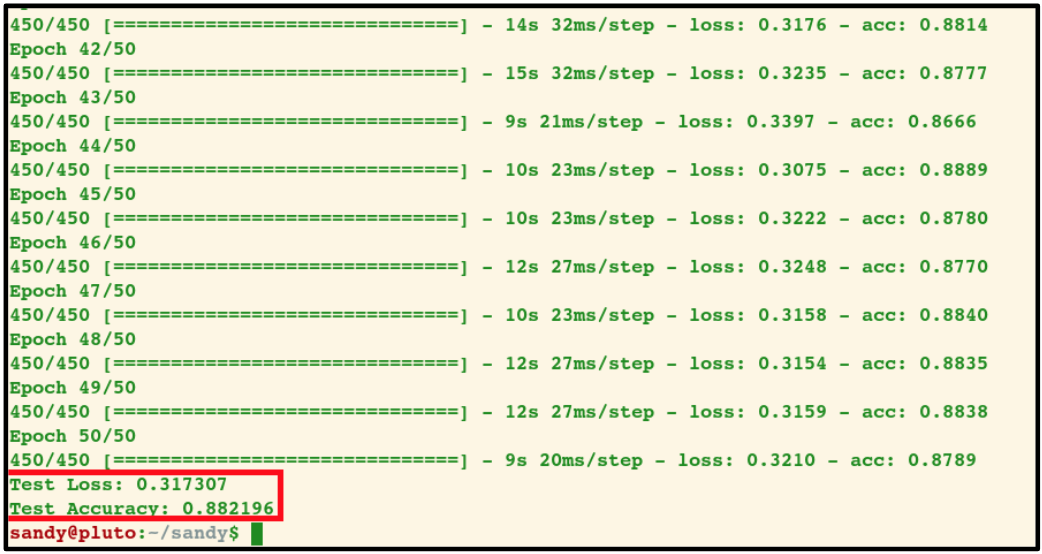 450/450 [==============================] - 14s 32ms/step - loss: 0.3176 - acc: 0.8814
Epoch 42/50
450/450 [==============================] - 15s 32ms/step - loss: 0.3235 - acc: 0.8777
Epoch 43/50
450/450 [==============================] - 9s 21ms/step - loss: 0.3397 - acc: 0.8666
Epoch 44/50
450/450 [==============================] - 10s 23ms/step - loss: 0.3075 - acc: 0.8889
Epoch 45/50
450/450 [==============================] - 10s 23ms/step - loss: 0.3222 - acc: 0.8780
Epoch 46/50
450/450 [==============================] - 12s 27ms/step - loss: 0.3248 - acc: 0.8770
Epoch 47/50
450/450 [==============================] - 10s 23ms/step - loss: 0.3158 - acc: 0.8840
Epoch 48/50
450/450 [==============================] - 12s 27ms/step - loss: 0.3154 - acc: 0.8835
Epoch 49/50
450/450 [==============================] - 12s 27ms/step - loss: 0.3159 - acc: 0.8838
Epoch 50/50
450/450 [==============================] - 9s 20ms/step - loss: 0.3210 - acc: 0.8789
Test Loss: 0.317307
Test Accuracy: 0.882196
sandy@pluto:~/sandy$